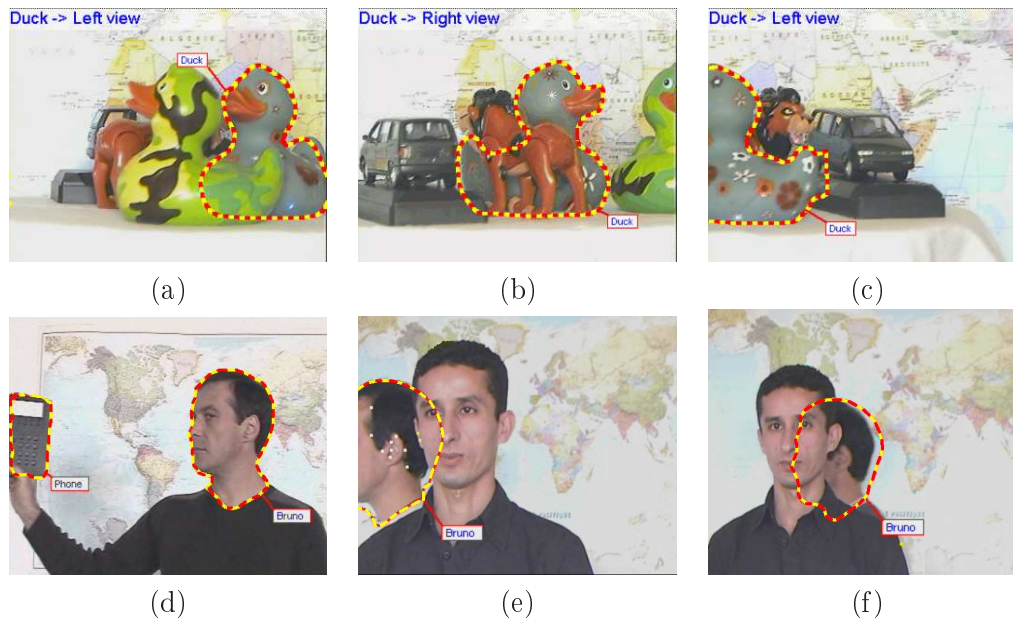 Duck -> Left view
Duck
Duck -> Right view
Duck
Duck -> Left view
Duck
(a)
(b)
(c)
Phone
Bruno
Bruno
Bruno
(d)
(e)
(f)